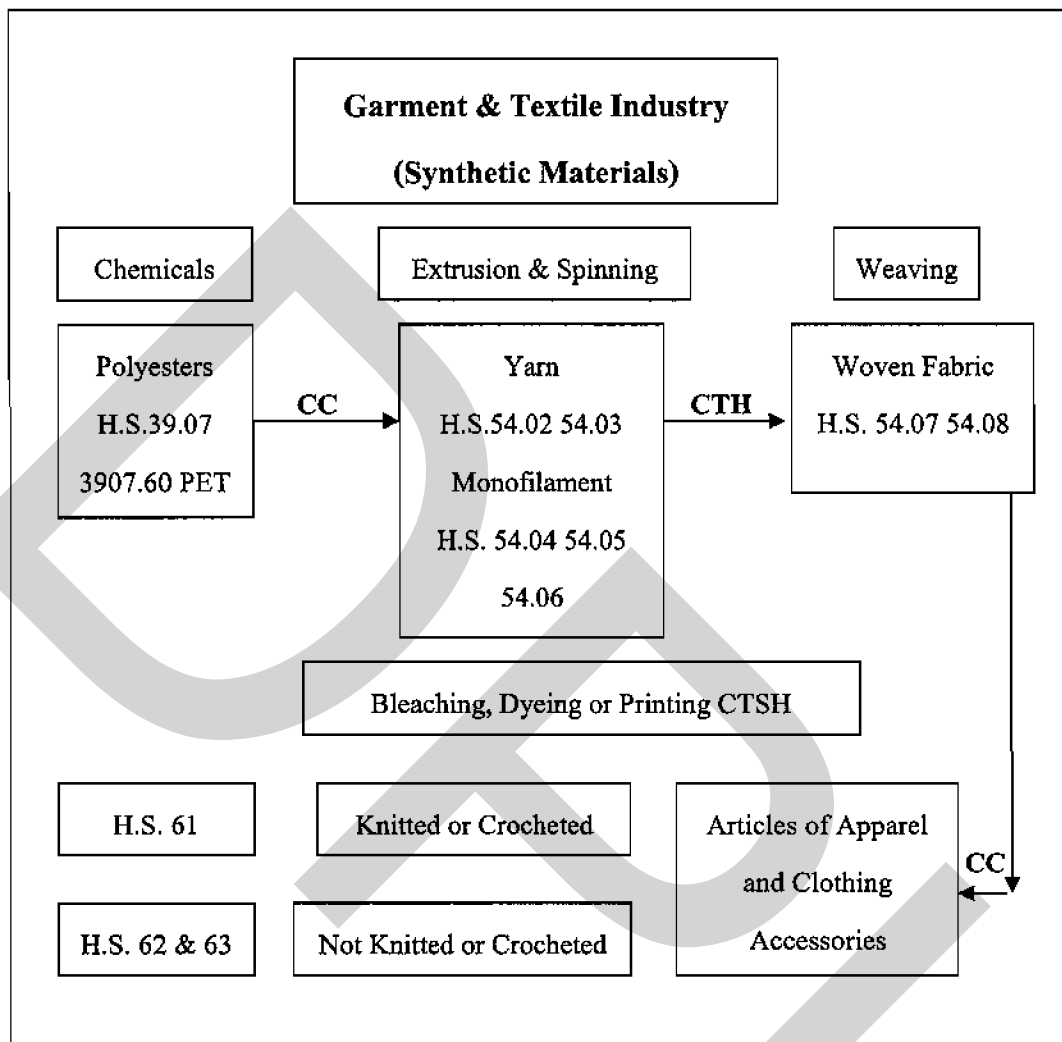 Garment & Textile Industry
(Synthetic Materials)
Chemicals
Extrusion & Spinning
Weaving
Polyesters
H.S.39.07
3907.60 PET
CC
Yarn
H.S.54.02 54.03
Monofilament
H.S. 54.04 54.05
54.06
CTH
Woven Fabric
H.S. 54.07 54.08
Bleaching, Dyeing or Printing CTSH
H.S. 61
Knitted or Crocheted
Articles of Apparel
and Clothing
Accessories
CC
H.S. 62 & 63
Not Knitted or Crocheted